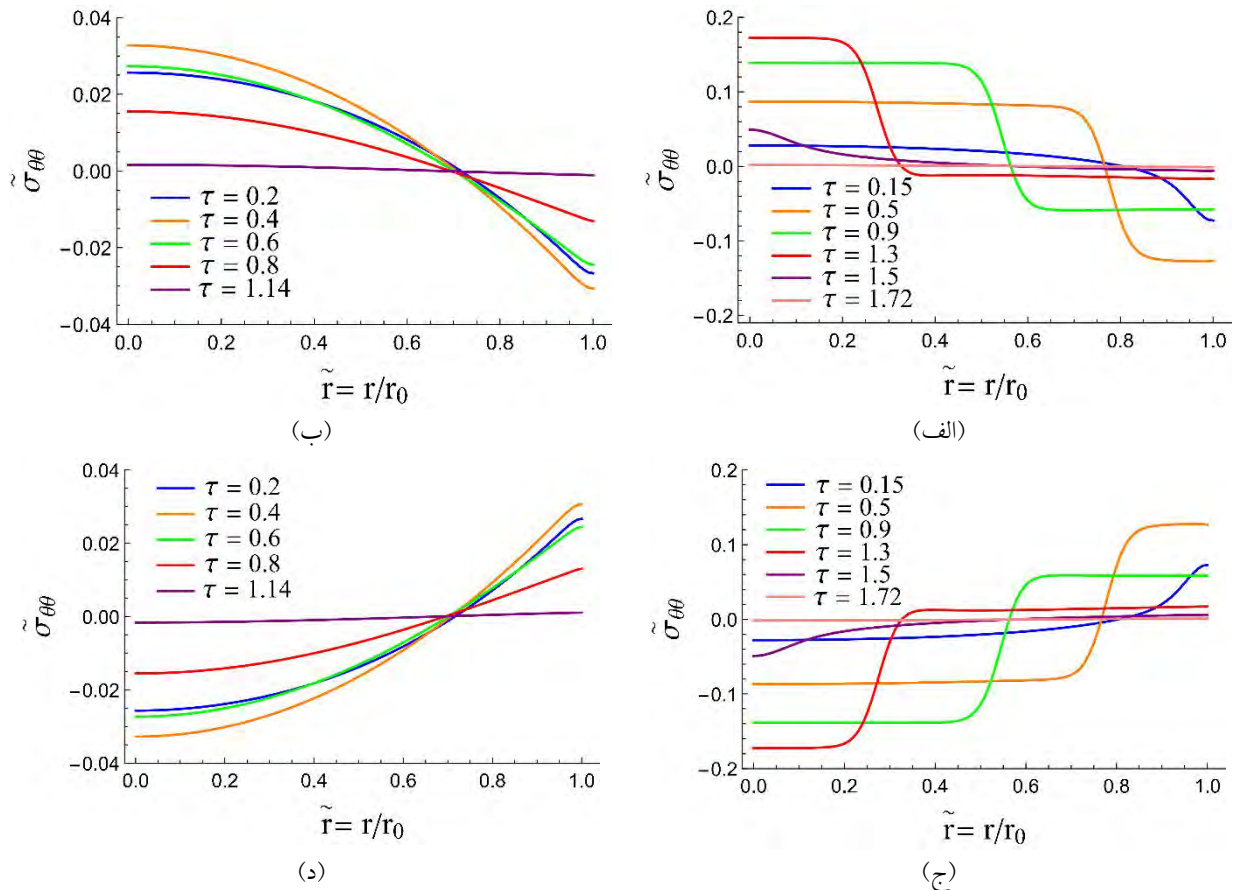 0.04
0.02
0.00
−0.02
−0.04
σ̃θθ
τ = 0.2
τ = 0.4
τ = 0.6
τ = 0.8
τ = 1.14
0.0 0.2 0.4 0.6 0.8 1.0
r̃ = r/r₀
(ب)
0.2
0.1
0.0
−0.1
−0.2
σ̃θθ
τ = 0.15
τ = 0.5
τ = 0.9
τ = 1.3
τ = 1.5
τ = 1.72
0.0 0.2 0.4 0.6 0.8 1.0
r̃ = r/r₀
(الف)
0.04
0.02
0.00
−0.02
−0.04
σ̃θθ
τ = 0.2
τ = 0.4
τ = 0.6
τ = 0.8
τ = 1.14
0.0 0.2 0.4 0.6 0.8 1.0
r̃ = r/r₀
(د)
0.2
0.1
0.0
−0.1
−0.2
σ̃θθ
τ = 0.15
τ = 0.5
τ = 0.9
τ = 1.3
τ = 1.5
τ = 1.72
0.0 0.2 0.4 0.6 0.8 1.0
r̃ = r/r₀
(ج)